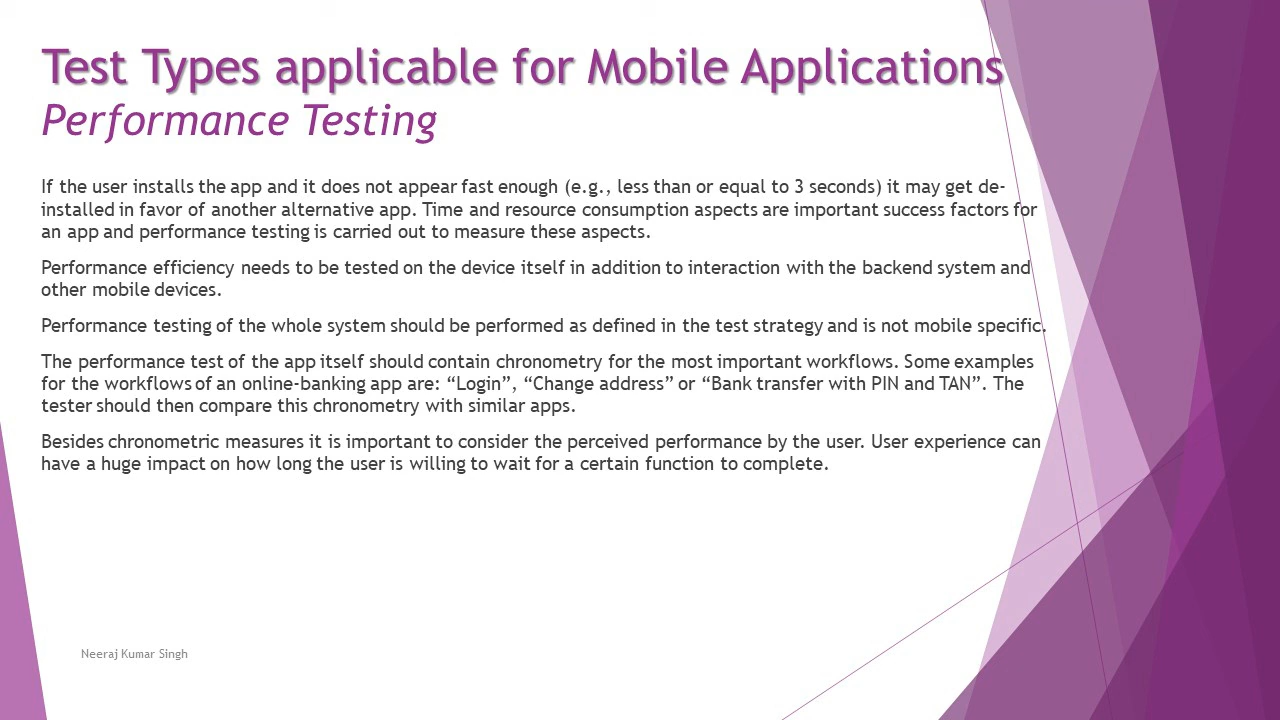 Test Types applicable for Mobile Applications
Performance Testing
If the user installs the app and it does not appear fast enough (e.g., less than or equal to 3 seconds) it may get de-
installed in favor of another alternative app. Time and resource consumption aspects are important success factors for
an app and performance testing is carried out to measure these aspects.
Performance efficiency needs to be tested on the device itself in addition to interaction with the backend system and
other mobile devices.
Performance testing of the whole system should be performed as defined in the test strategy and is not mobile specific.
The performance test of the app itself should contain chronometry for the most important workflows. Some examples
for the workflows of an online-banking app are: “Login”, “Change address” or “Bank transfer with PIN and TAN”. The
tester should then compare this chronometry with similar apps.
Besides chronometric measures it is important to consider the perceived performance by the user. User experience can
have a huge impact on how long the user is willing to wait for a certain function to complete.
Neeraj Kumar Singh